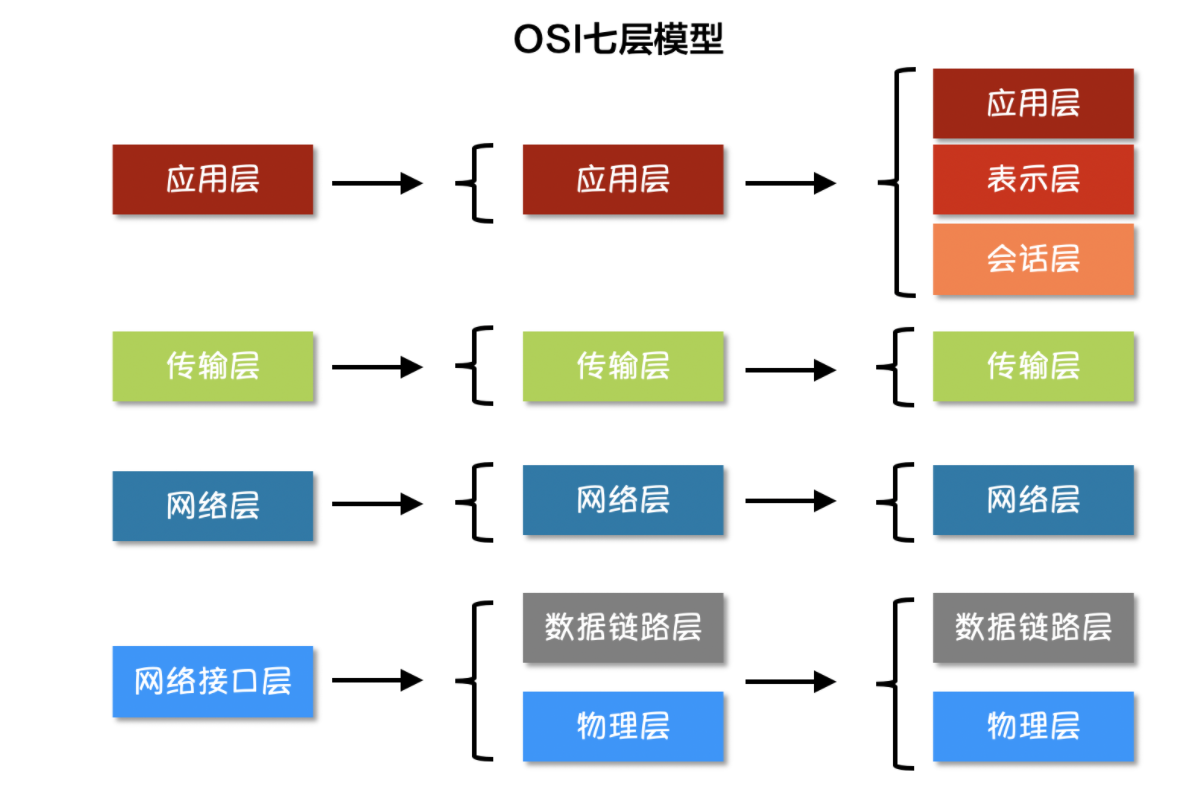 OSI七层模型
应用层
应用层
应用层
表示层
会话层
传输层
传输层
传输层
网络层
网络层
网络层
网络接口层
数据链路层
物理层
数据链路层
物理层